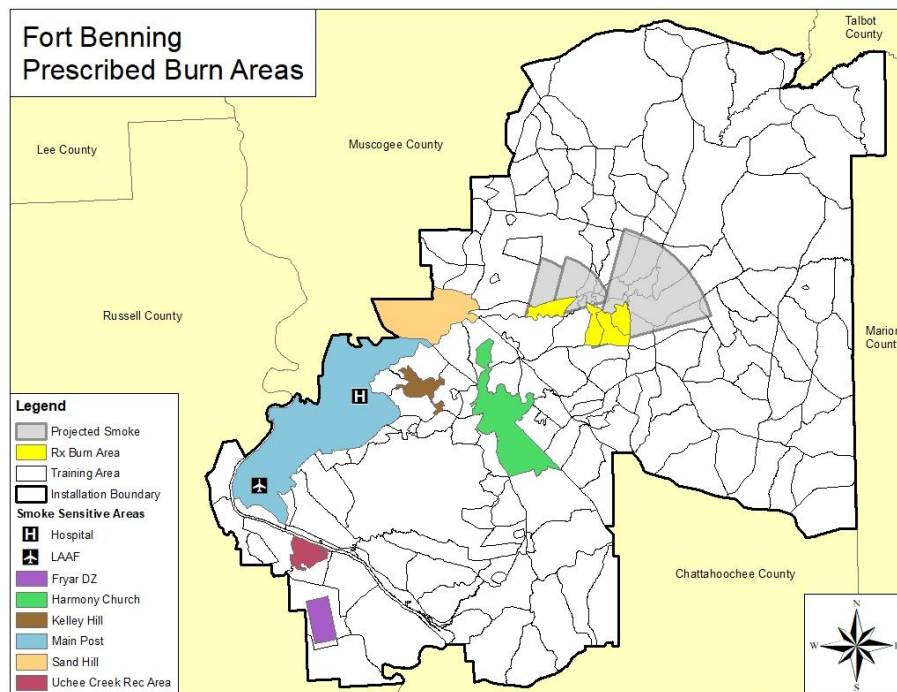 Fort Benning
Prescribed Burn Areas
Talbot
County
Lee County
Muscogee County
Russell County
Marion
County
Chattahoochee County
Legend
Projected Smoke
Rx Burn Area
Training Area
Installation Boundary
Smoke Sensitive Areas
H Hospital
LAAF
Fryar DZ
Harmony Church
Kelley Hill
Main Post
Sand Hill
Uchee Creek Rec Area
H
N
W E
S